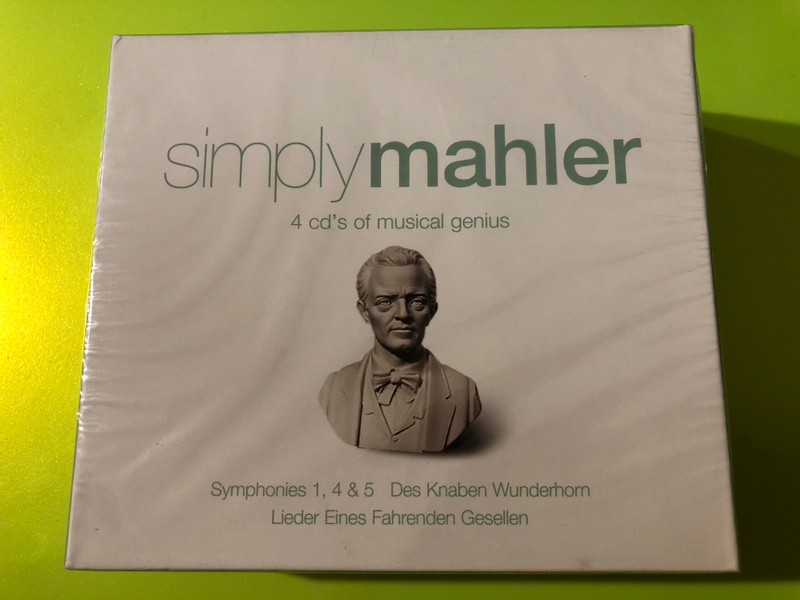 simplymahler
4 cd's of musical genius
Symphonies 1, 4 & 5 Des Knaben Wunderhorn
Lieder Eines Fahrenden Gesellen